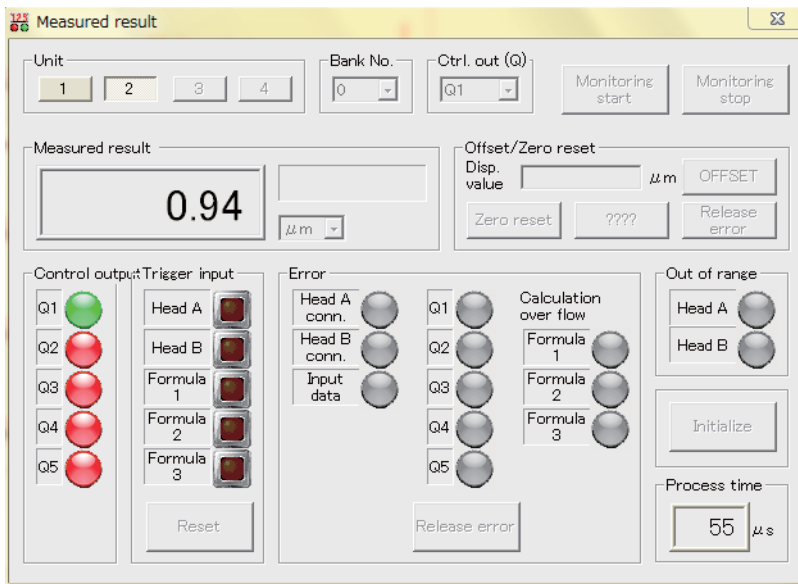 Measured result
Unit
1 2 3 4
Bank No.
0
Ctrl. out (Q)
Q1
Monitoring start
Monitoring stop
Measured result
0.94
μm
Offset/Zero reset
Disp. value
μm
OFFSET
Zero reset
????
Release error
Control output
Q1
Q2
Q3
Q4
Q5
Trigger input
Head A
Head B
Formula 1
Formula 2
Formula 3
Reset
Error
Head A conn.
Head B conn.
Input data
Q1
Q2
Q3
Q4
Q5
Calculation over flow
Formula 1
Formula 2
Formula 3
Release error
Out of range
Head A
Head B
Initialize
Process time
55 μs